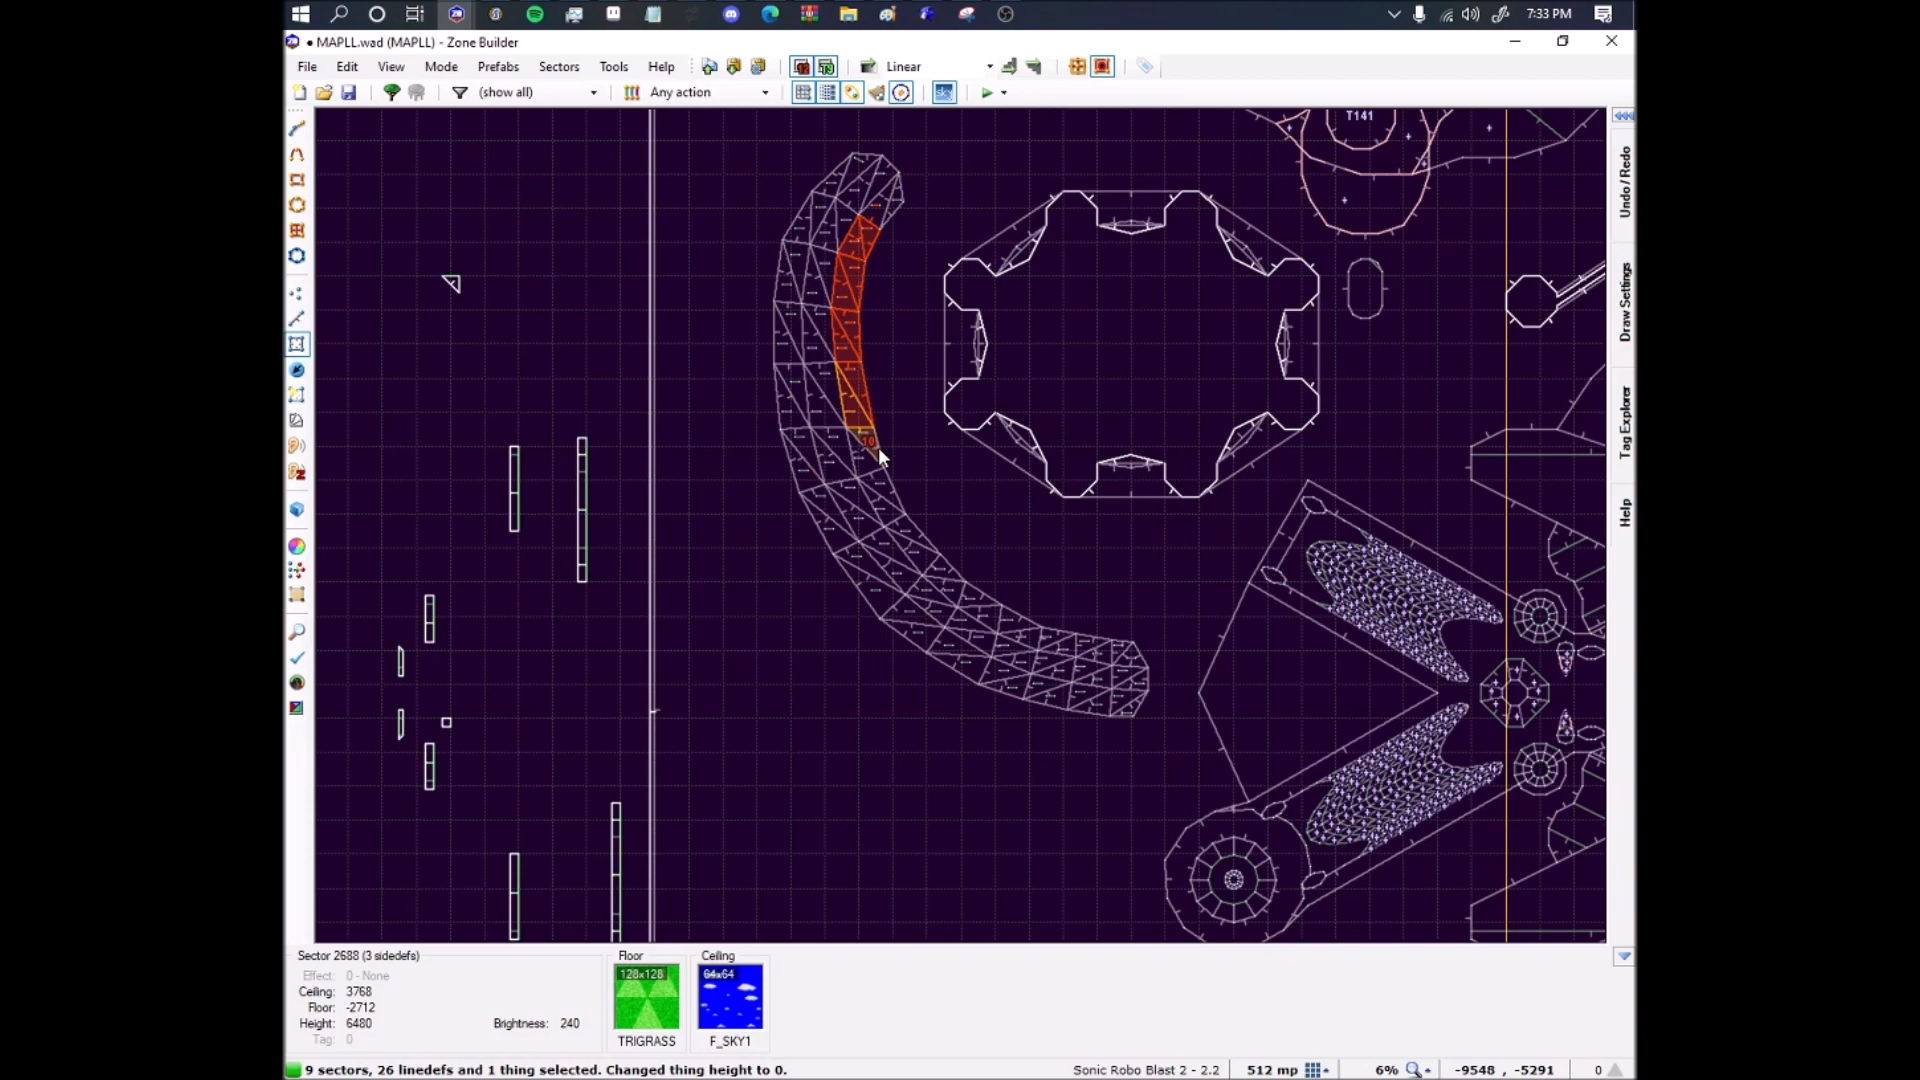 7:33 PM
• MAPLL.wad (MAPLL) - Zone Builder
File Edit View Mode Prefabs Sectors Tools Help Linear
(show all) Any action
T141
Undo / Redo
Draw Settings
Tag Explorer
Help
10
Sector 2688 (3 sidedefs)
Effect: 0 - None
Ceiling: 3768
Floor: -2712
Height: 6480
Brightness: 240
Tag: 0
Floor
128x128
TRIGRASS
Ceiling
64x64
F_SKY1
9 sectors, 26 linedefs and 1 thing selected. Changed thing height to 0.
Sonic Robo Blast 2 - 2.2
512 mp
6%
-9548 , -5291
0